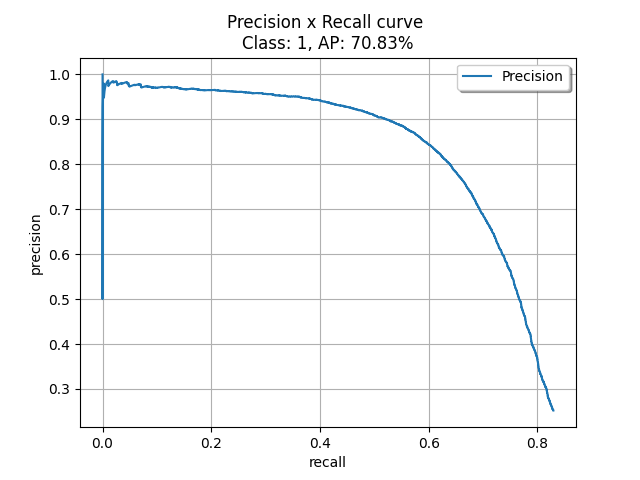 Precision x Recall curve
Class: 1, AP: 70.83%
Precision
precision
1.0
0.9
0.8
0.7
0.6
0.5
0.4
0.3
0.0 0.2 0.4 0.6 0.8
recall